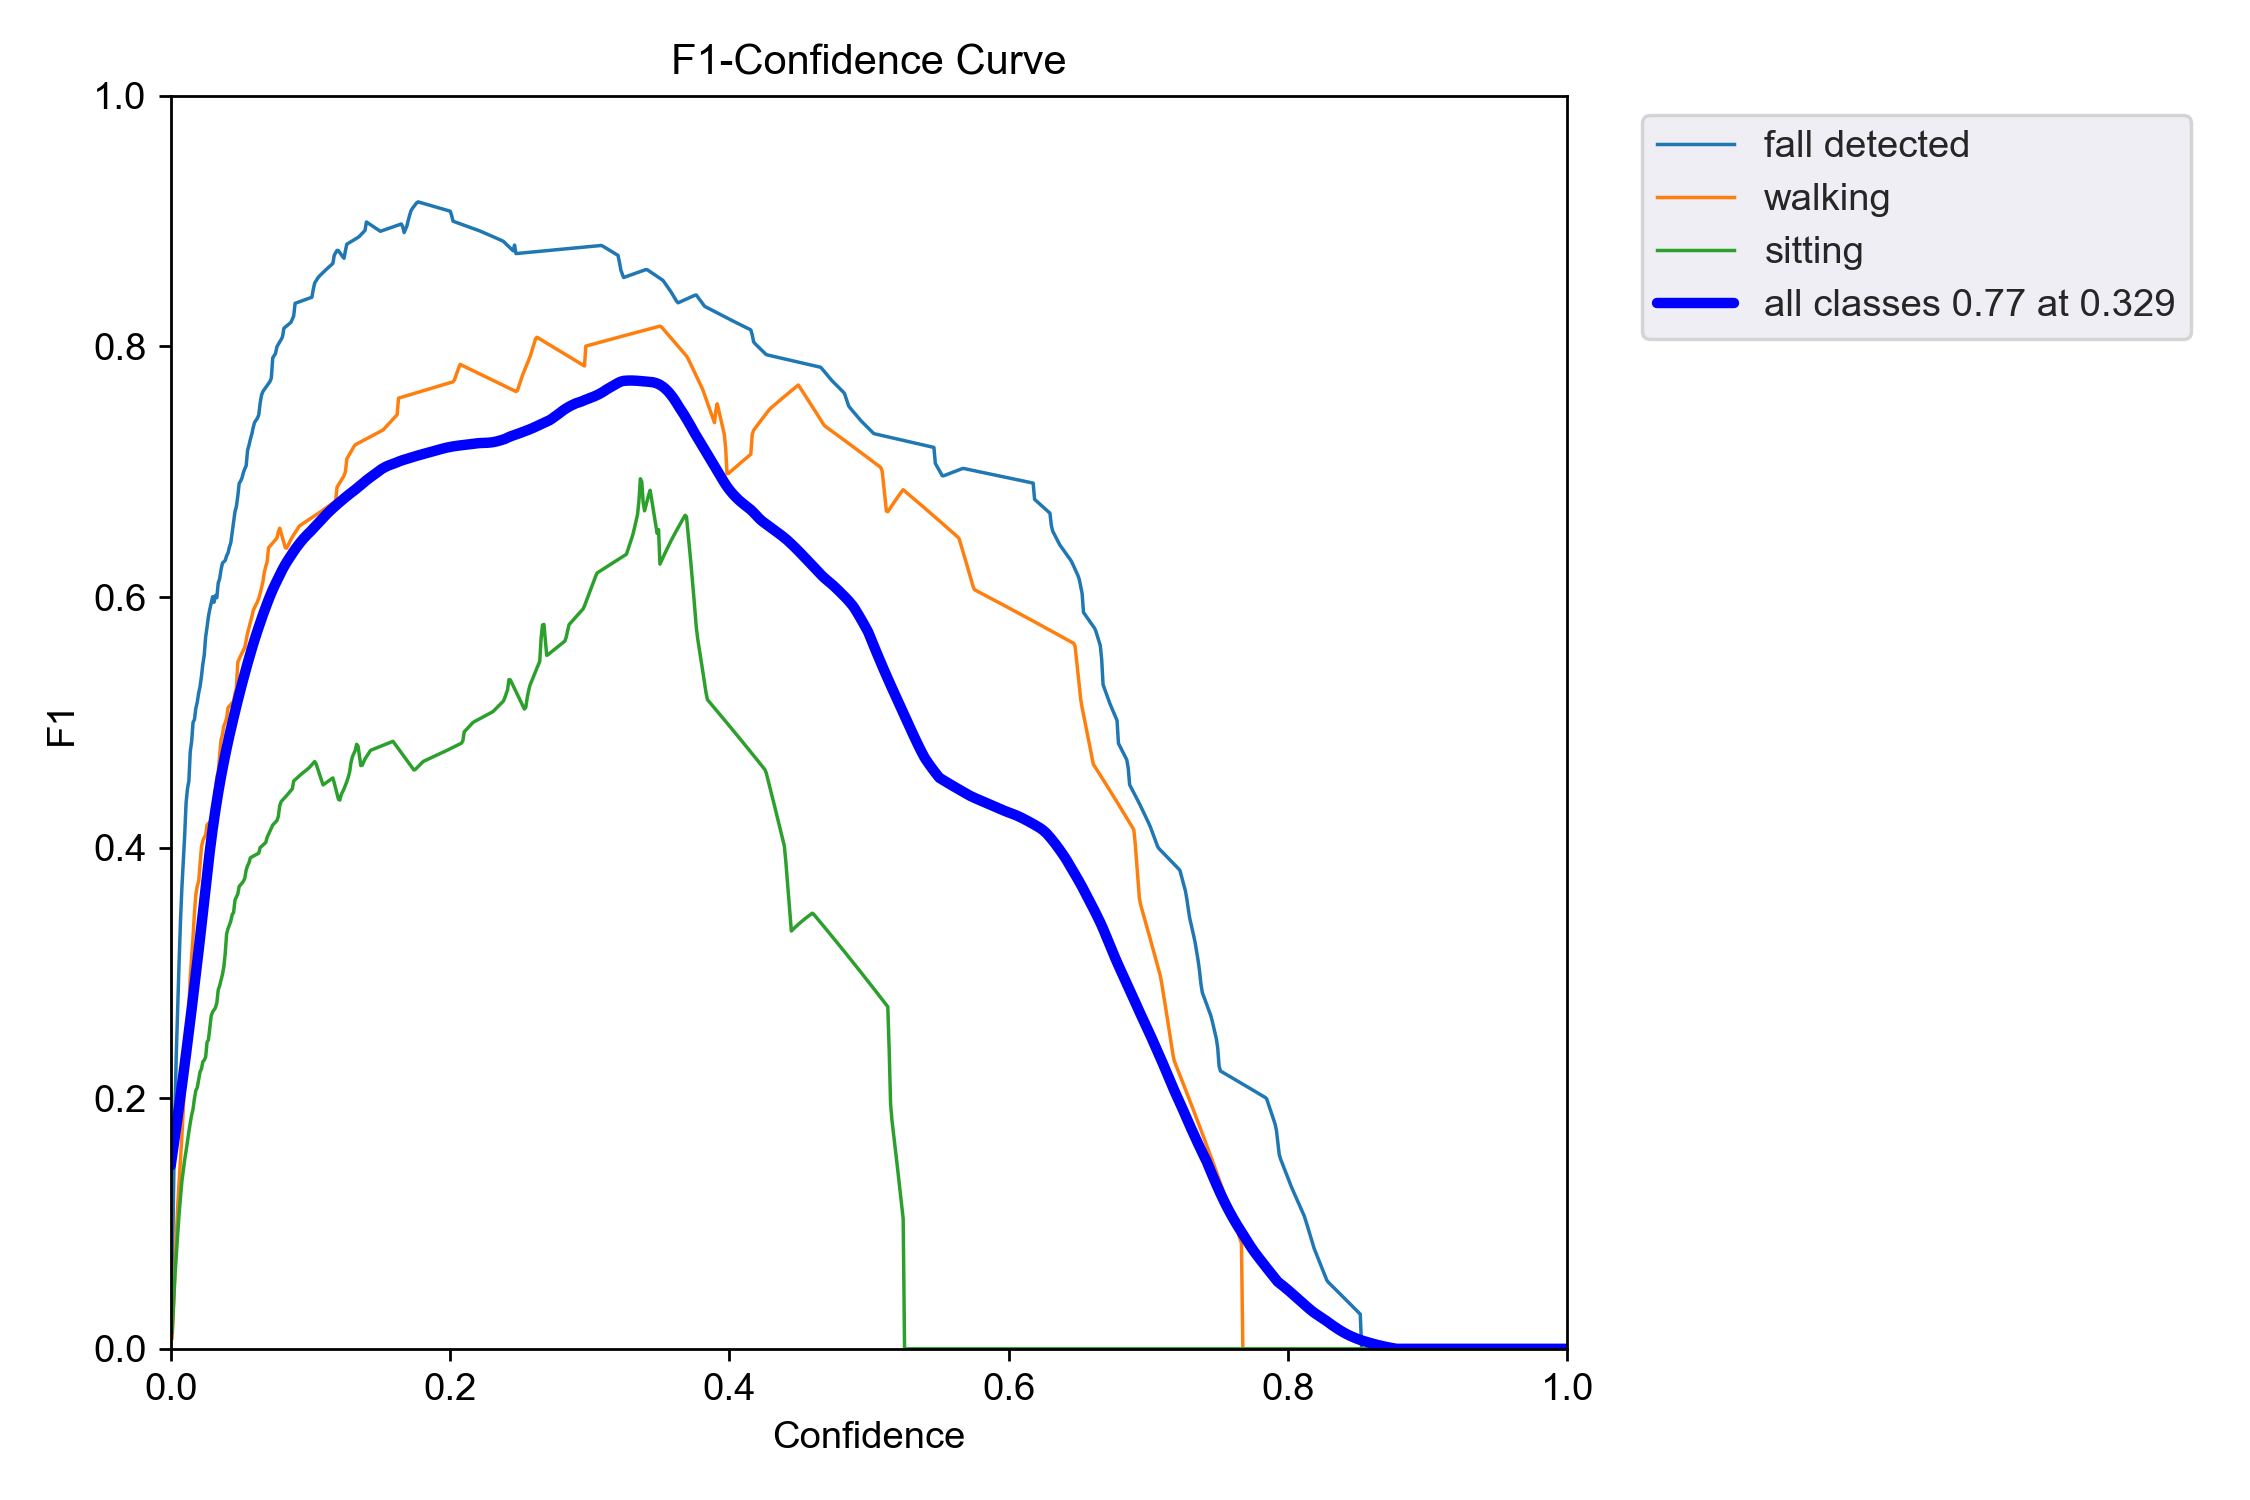 F1-Confidence Curve
1.0
0.8
0.6
0.4
0.2
0.0
F1
0.0 0.2 0.4 0.6 0.8 1.0
Confidence
fall detected
walking
sitting
all classes 0.77 at 0.329